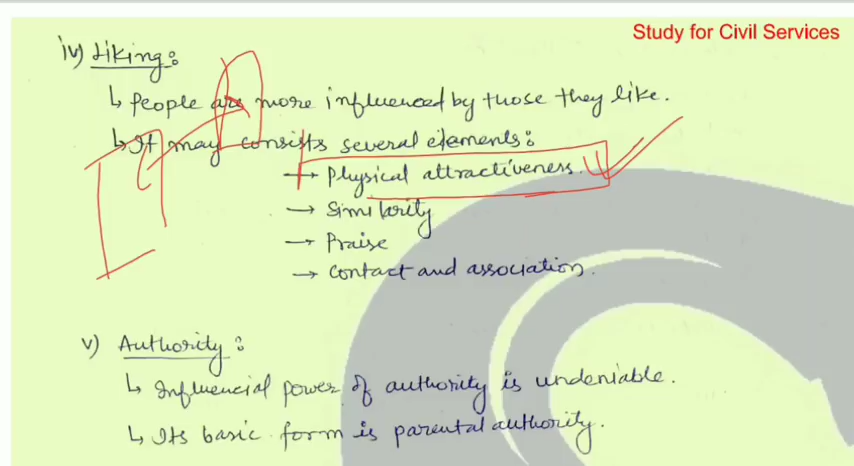 Study for Civil Services
iv) Liking:
↳ People are more influenced by those they like.
↳ It may consists several elements:
→ Physical attractiveness.
→ Similarity
→ Praise
→ Contact and association.
v) Authority:
↳ Influencial power of authority is undeniable.
↳ Its basic form is parental authority.